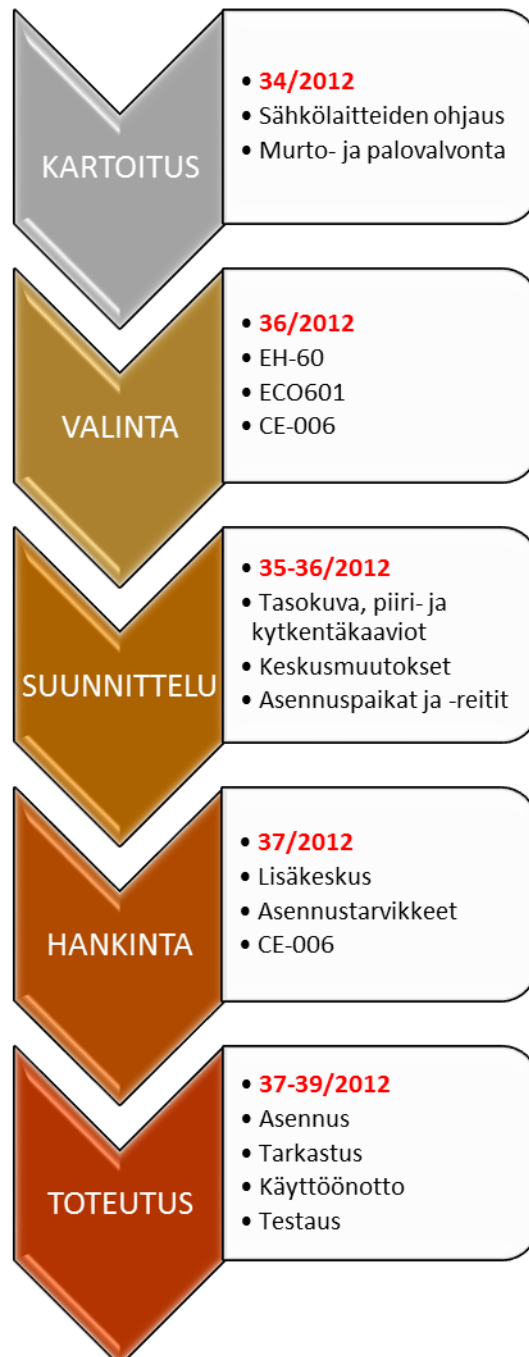 KARTOITUS
• 34/2012
• Sähkölaitteiden ohjaus
• Murto- ja palovalvonta
VALINTA
• 36/2012
• EH-60
• ECO601
• CE-006
SUUNNITTELU
• 35-36/2012
• Tasokuva, piiri- ja
kytkentäkaaviot
• Keskusmuutokset
• Asennuspaikat ja -reitit
HANKINTA
• 37/2012
• Lisäkeskus
• Asennustarvikkeet
• CE-006
TOTEUTUS
• 37-39/2012
• Asennus
• Tarkastus
• Käyttöönotto
• Testaus